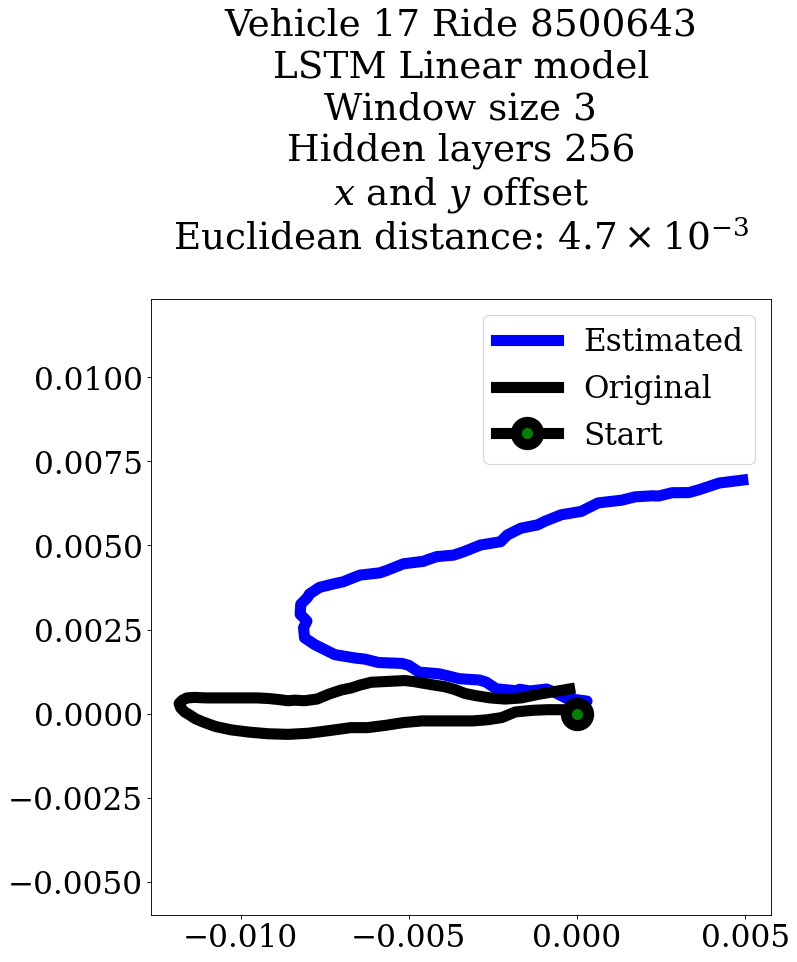 Vehicle 17 Ride 8500643
LSTM Linear model
Window size 3
Hidden layers 256
x and y offset
Euclidean distance: 4.7 × 10⁻³
Estimated
Original
Start
0.0100
0.0075
0.0050
0.0025
0.0000
−0.0025
−0.0050
−0.010 −0.005 0.000 0.005